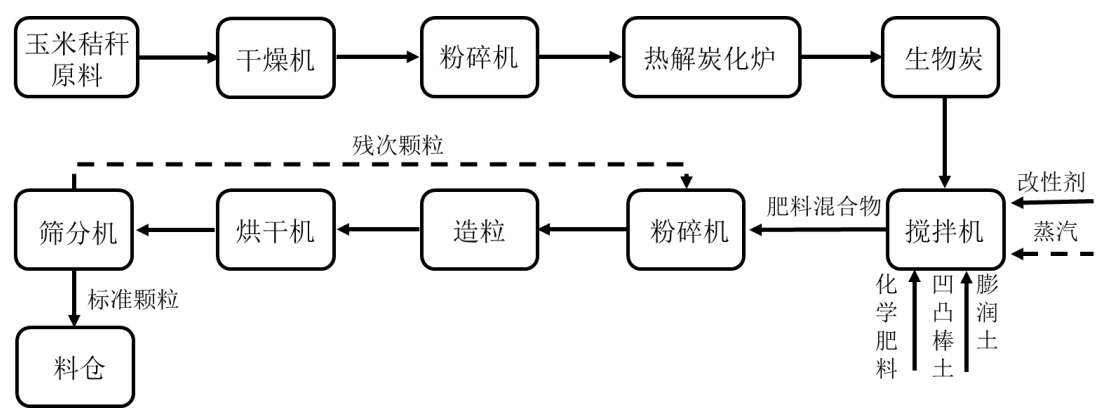 玉米秸秆
原料
干燥机
粉碎机
热解炭化炉
生物炭
残次颗粒
改性剂
蒸汽
筛分机
烘干机
造粒
粉碎机
肥料混合物
搅拌机
标准颗粒
化学肥料
凹凸棒土
膨润土
料仓